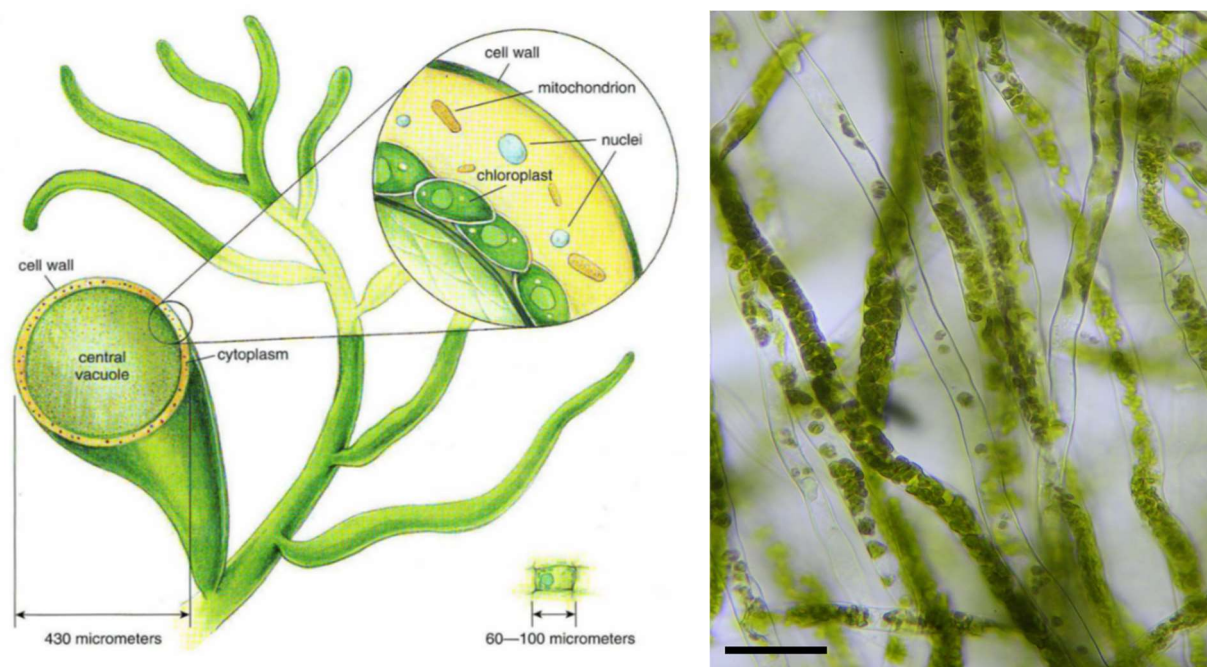 cell wall
mitochondrion
nuclei
chloroplast
cell wall
central
vacuole
cytoplasm
430 micrometers
60—100 micrometers